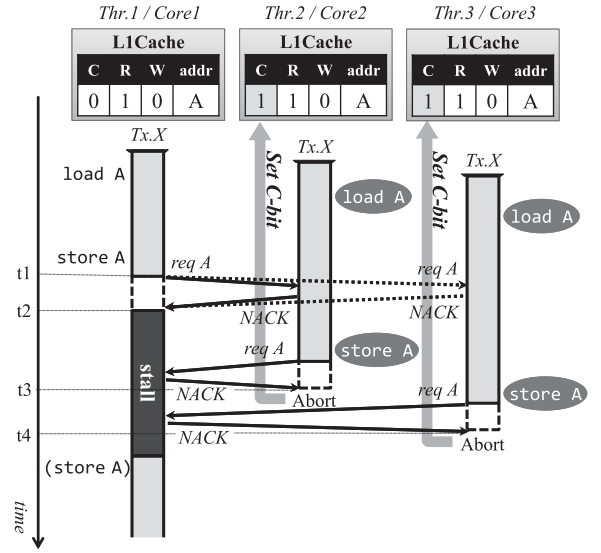 Thr.1 / Core1 Thr.2 / Core2 Thr.3 / Core3
L1Cache L1Cache L1Cache
C R W addr C R W addr C R W addr
0 1 0 A 1 1 0 A 1 1 0 A
Tx.X Tx.X Tx.X
load A Set C-bit load A Set C-bit load A
store A
req A req A
t1
t2 NACK NACK
req A store A
stall
t3 NACK Abort req A store A
t4 NACK Abort
(store A)
time